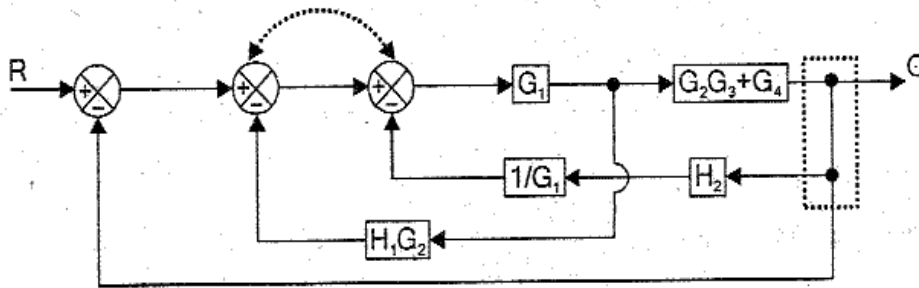 R
+
-
+
-
+
-
G₁
G₂G₃+G₄
C
1/G₁
H₂
H₁G₂